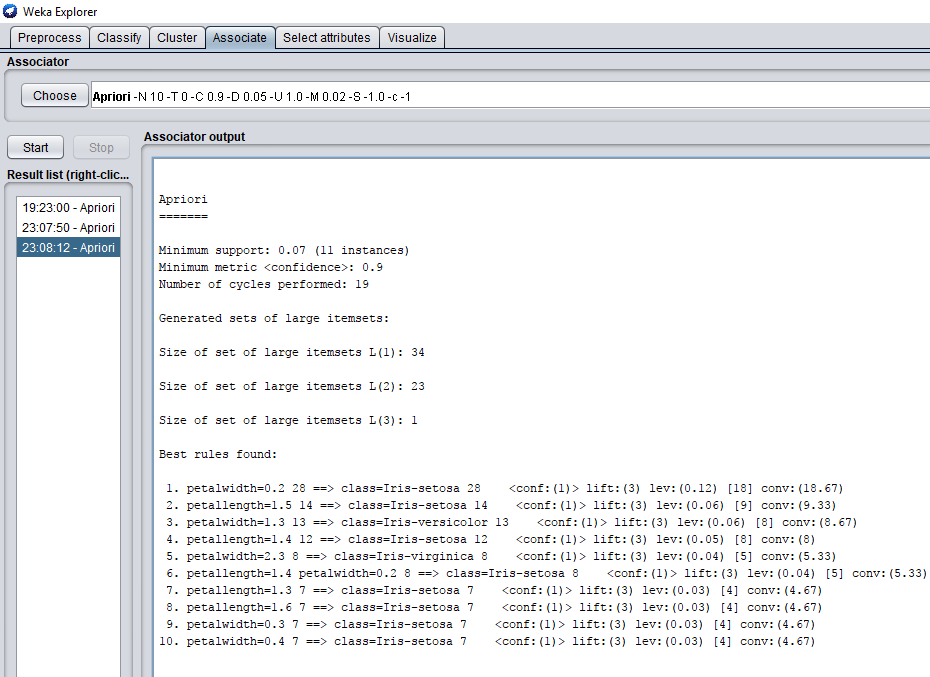 Weka Explorer
Preprocess Classify Cluster Associate Select attributes Visualize
Associator
Choose Apriori -N 10 -T 0 -C 0.9 -D 0.05 -U 1.0 -M 0.02 -S -1.0 -c -1
Start Stop
Result list (right-clic...
19:23:00 - Apriori
23:07:50 - Apriori
23:08:12 - Apriori
Associator output
Apriori
=======
Minimum support: 0.07 (11 instances)
Minimum metric <confidence>: 0.9
Number of cycles performed: 19
Generated sets of large itemsets:
Size of set of large itemsets L(1): 34
Size of set of large itemsets L(2): 23
Size of set of large itemsets L(3): 1
Best rules found:
1. petalwidth=0.2 28 ==> class=Iris-setosa 28 <conf:(1)> lift:(3) lev:(0.12) [18] conv:(18.67)
2. petallength=1.5 14 ==> class=Iris-setosa 14 <conf:(1)> lift:(3) lev:(0.06) [9] conv:(9.33)
3. petalwidth=1.3 13 ==> class=Iris-versicolor 13 <conf:(1)> lift:(3) lev:(0.06) [8] conv:(8.67)
4. petallength=1.4 12 ==> class=Iris-setosa 12 <conf:(1)> lift:(3) lev:(0.05) [8] conv:(8)
5. petalwidth=2.3 8 ==> class=Iris-virginica 8 <conf:(1)> lift:(3) lev:(0.04) [5] conv:(5.33)
6. petallength=1.4 petalwidth=0.2 8 ==> class=Iris-setosa 8 <conf:(1)> lift:(3) lev:(0.04) [5] conv:(5.33)
7. petallength=1.3 7 ==> class=Iris-setosa 7 <conf:(1)> lift:(3) lev:(0.03) [4] conv:(4.67)
8. petallength=1.6 7 ==> class=Iris-setosa 7 <conf:(1)> lift:(3) lev:(0.03) [4] conv:(4.67)
9. petalwidth=0.3 7 ==> class=Iris-setosa 7 <conf:(1)> lift:(3) lev:(0.03) [4] conv:(4.67)
10. petalwidth=0.4 7 ==> class=Iris-setosa 7 <conf:(1)> lift:(3) lev:(0.03) [4] conv:(4.67)